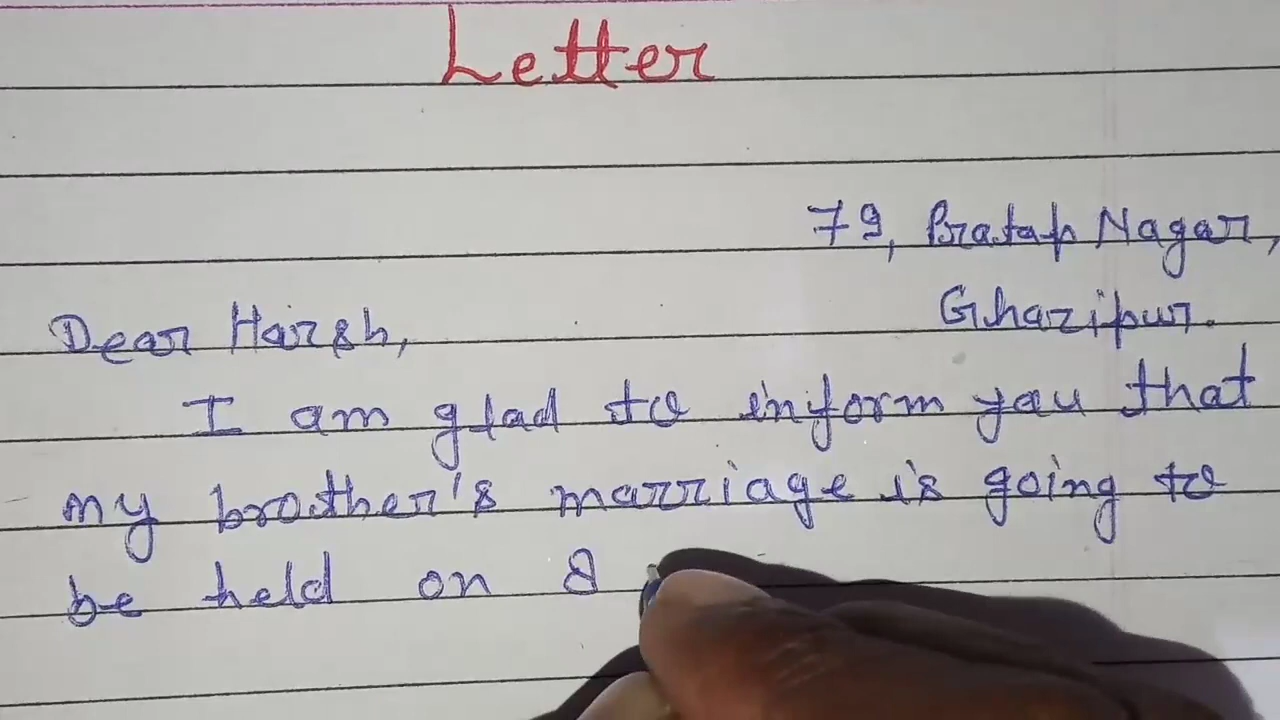 Letter
79, Pratap Nagar,
Ghazipur.
Dear Harsh,
I am glad to inform you that
my brother's marriage is going to
be held on 8